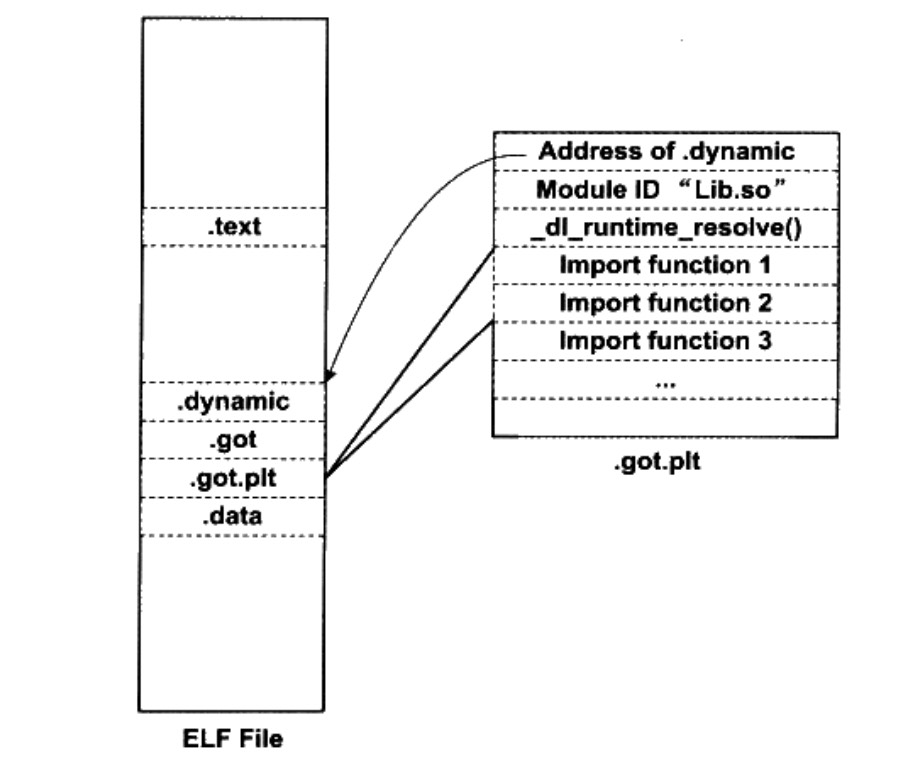 .text
.dynamic
.got
.got.plt
.data
ELF File
Address of .dynamic
Module ID “Lib.so”
_dl_runtime_resolve()
Import function 1
Import function 2
Import function 3
...
.got.plt